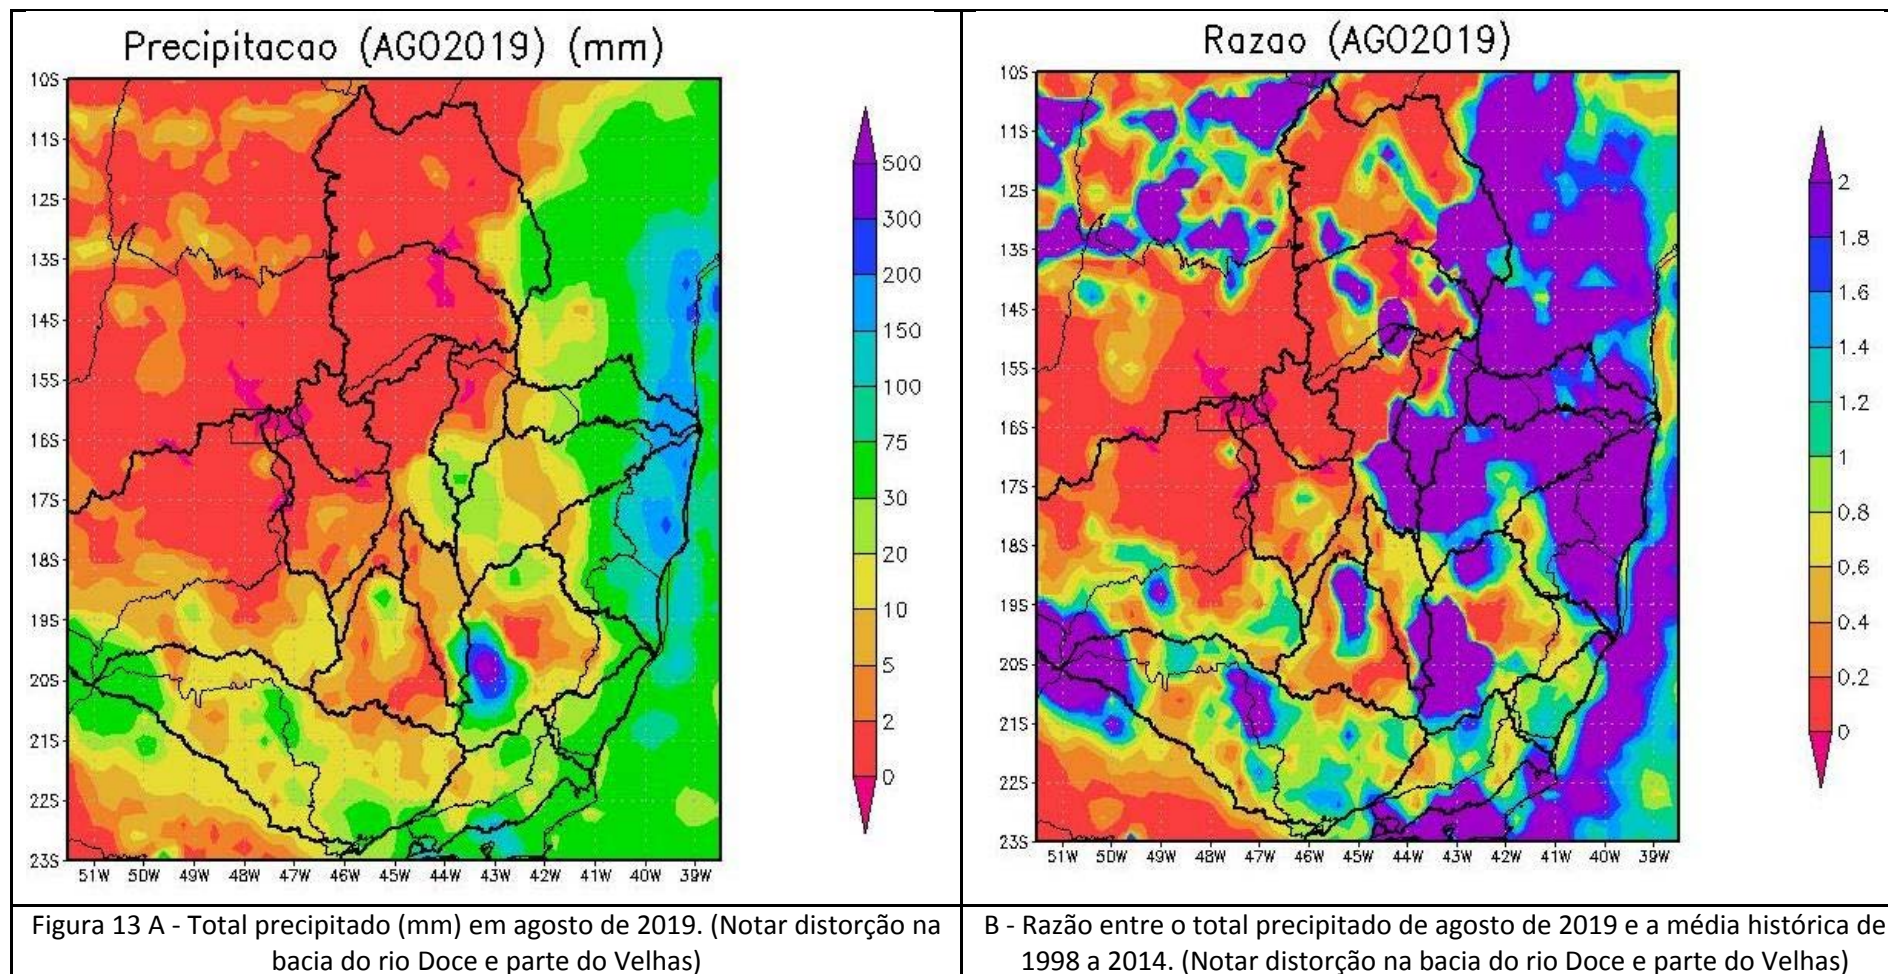 Precipitacao (AGO2019) (mm)
10S
11S
12S
13S
14S
15S
16S
17S
18S
19S
20S
21S
22S
23S
51W 50W 49W 48W 47W 46W 45W 44W 43W 42W 41W 40W 39W
500
300
200
150
100
75
30
20
10
5
2
0
Figura 13 A - Total precipitado (mm) em agosto de 2019. (Notar distorção na
bacia do rio Doce e parte do Velhas)
Razao (AGO2019)
10S
11S
12S
13S
14S
15S
16S
17S
18S
19S
20S
21S
22S
23S
51W 50W 49W 48W 47W 46W 45W 44W 43W 42W 41W 40W 39W
2
1.8
1.6
1.4
1.2
1
0.8
0.6
0.4
0.2
0
B - Razão entre o total precipitado de agosto de 2019 e a média histórica de
1998 a 2014. (Notar distorção na bacia do rio Doce e parte do Velhas)